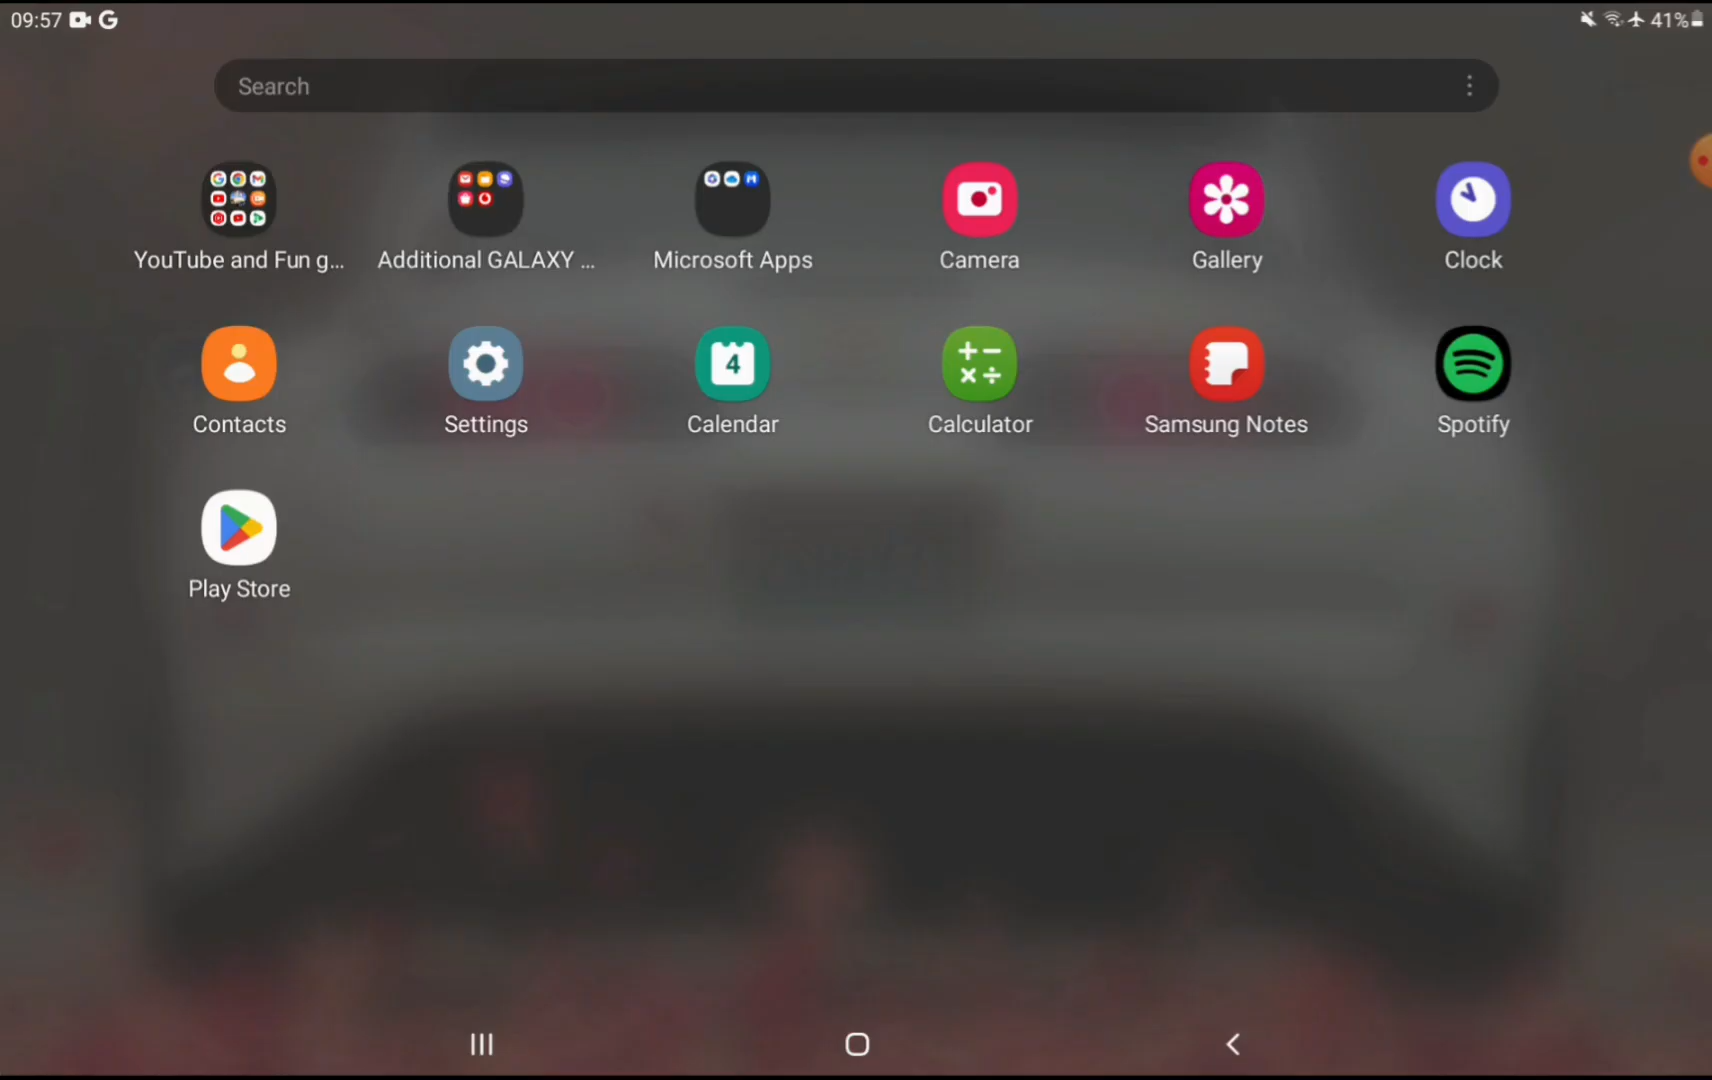 09:57
41%
Search
YouTube and Fun g...
Additional GALAXY ...
Microsoft Apps
Camera
Gallery
Clock
4
Contacts
Settings
Calendar
Calculator
Samsung Notes
Spotify
Play Store